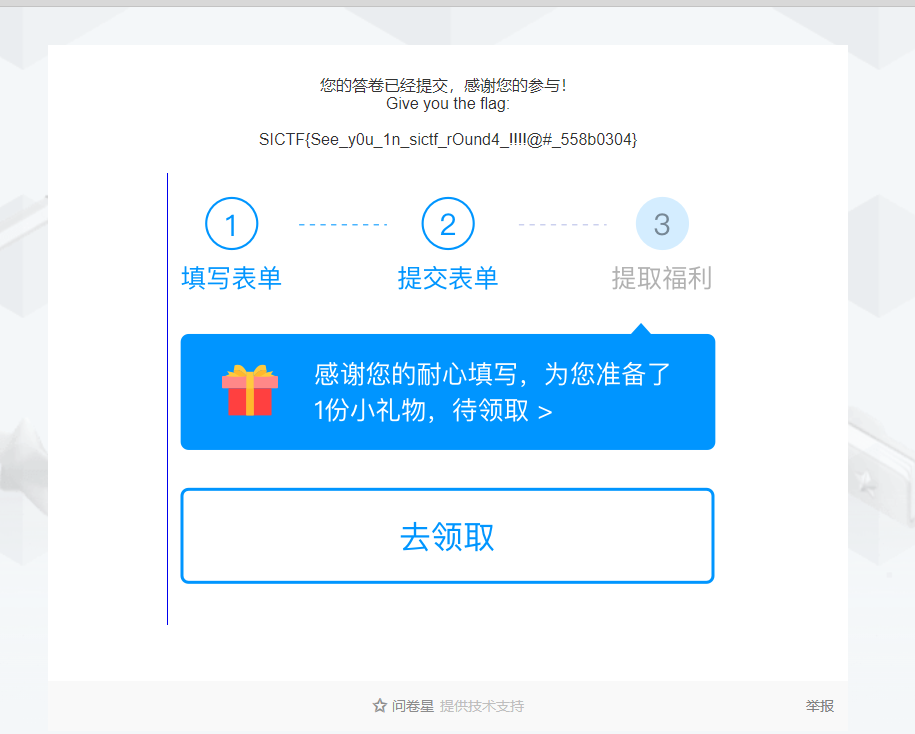 您的答卷已经提交，感谢您的参与！
Give you the flag:
SICTF{See_y0u_1n_sictf_rOund4_!!!!@#_558b0304}
1 2 3
填写表单 提交表单 提取福利
感谢您的耐心填写，为您准备了
1份小礼物，待领取 >
去领取
问卷星 提供技术支持 举报